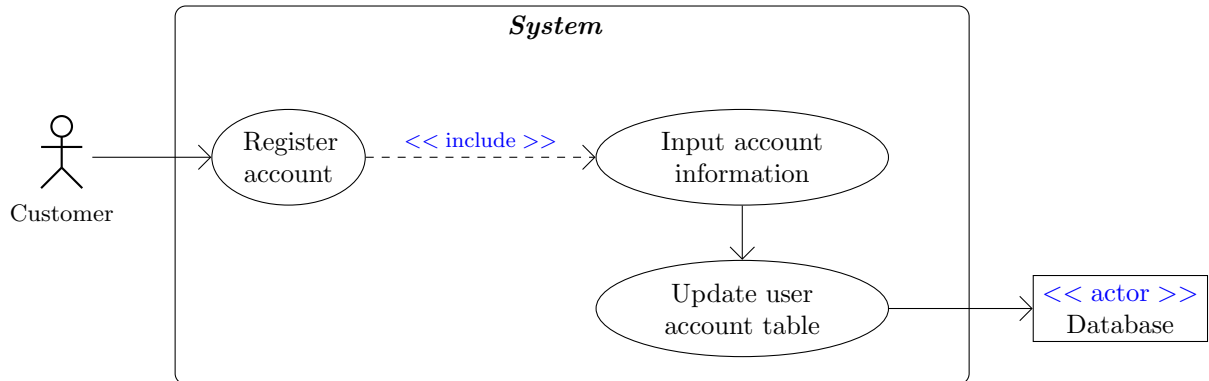 System
Register
account
<< include >>
Input account
information
Customer
Update user
account table
<< actor >>
Database